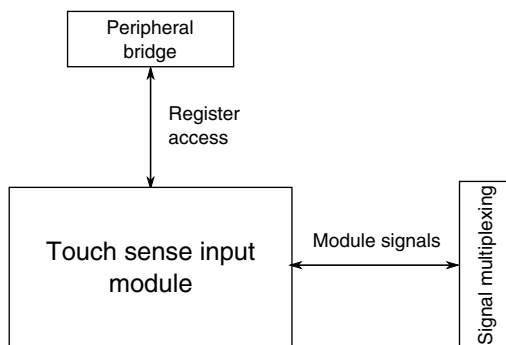 Peripheral
bridge
Register
access
Touch sense input
module
Module signals
Signal multiplexing